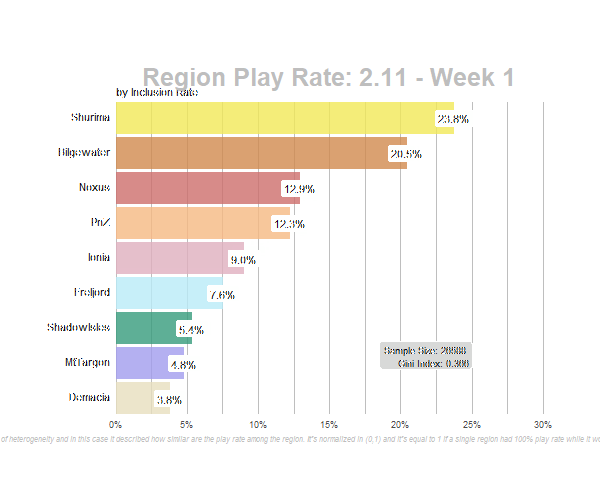 Region Play Rate: 2.11 - Week 1
by Inclusion Rate
Shurima 23.8%
Bilgewater 20.5%
Noxus 12.9%
PnZ 12.3%
Ionia 9.0%
Freljord 7.6%
ShadowIsles 5.4%
MtTargon 4.8%
Demacia 3.8%
Sample Size:
Gini Index: 0.366
0% 5% 10% 15% 20% 25% 30%
of heterogeneity and in this case it described how similar are the play rate among the region. It's normalized in (0,1) and it's equal to 1 if a single region had 100% play rate while it wo